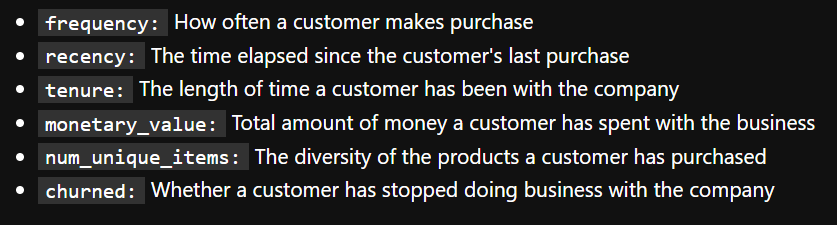 frequency: How often a customer makes purchase
recency: The time elapsed since the customer's last purchase
tenure: The length of time a customer has been with the company
monetary_value: Total amount of money a customer has spent with the business
num_unique_items: The diversity of the products a customer has purchased
churned: Whether a customer has stopped doing business with the company